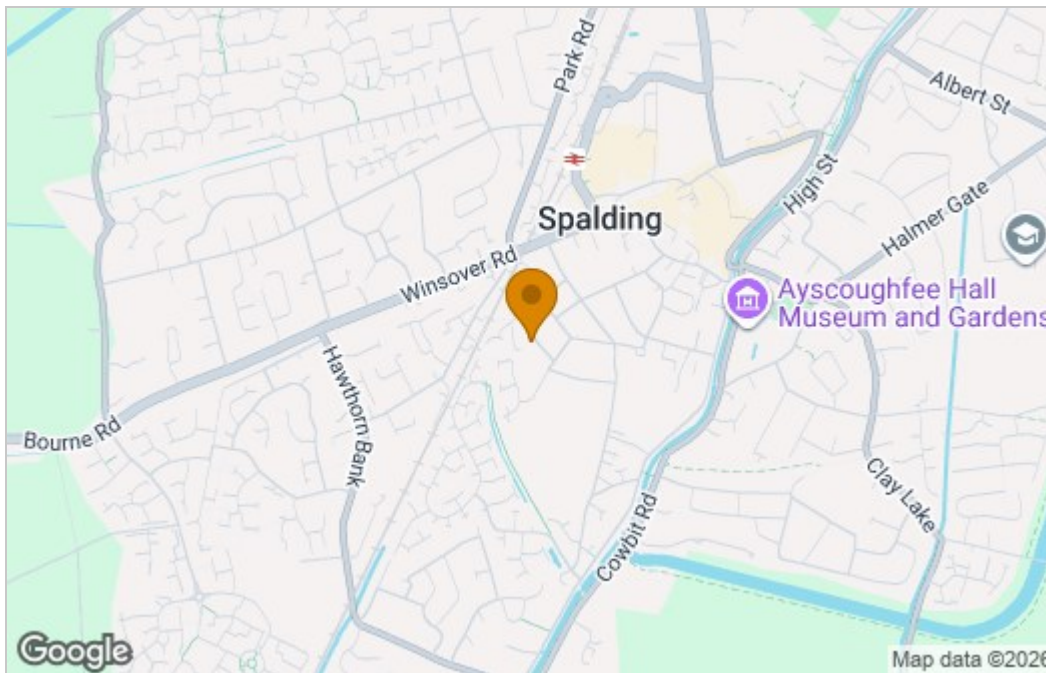 Park Rd
Albert St
High St
Spalding
Halmer Gate
Winsover Rd
Ayscoughfee Hall
Museum and Gardens
Hawthorn Bank
Bourne Rd
Clay Lake
Cowbit Rd
Google
Map data ©2026